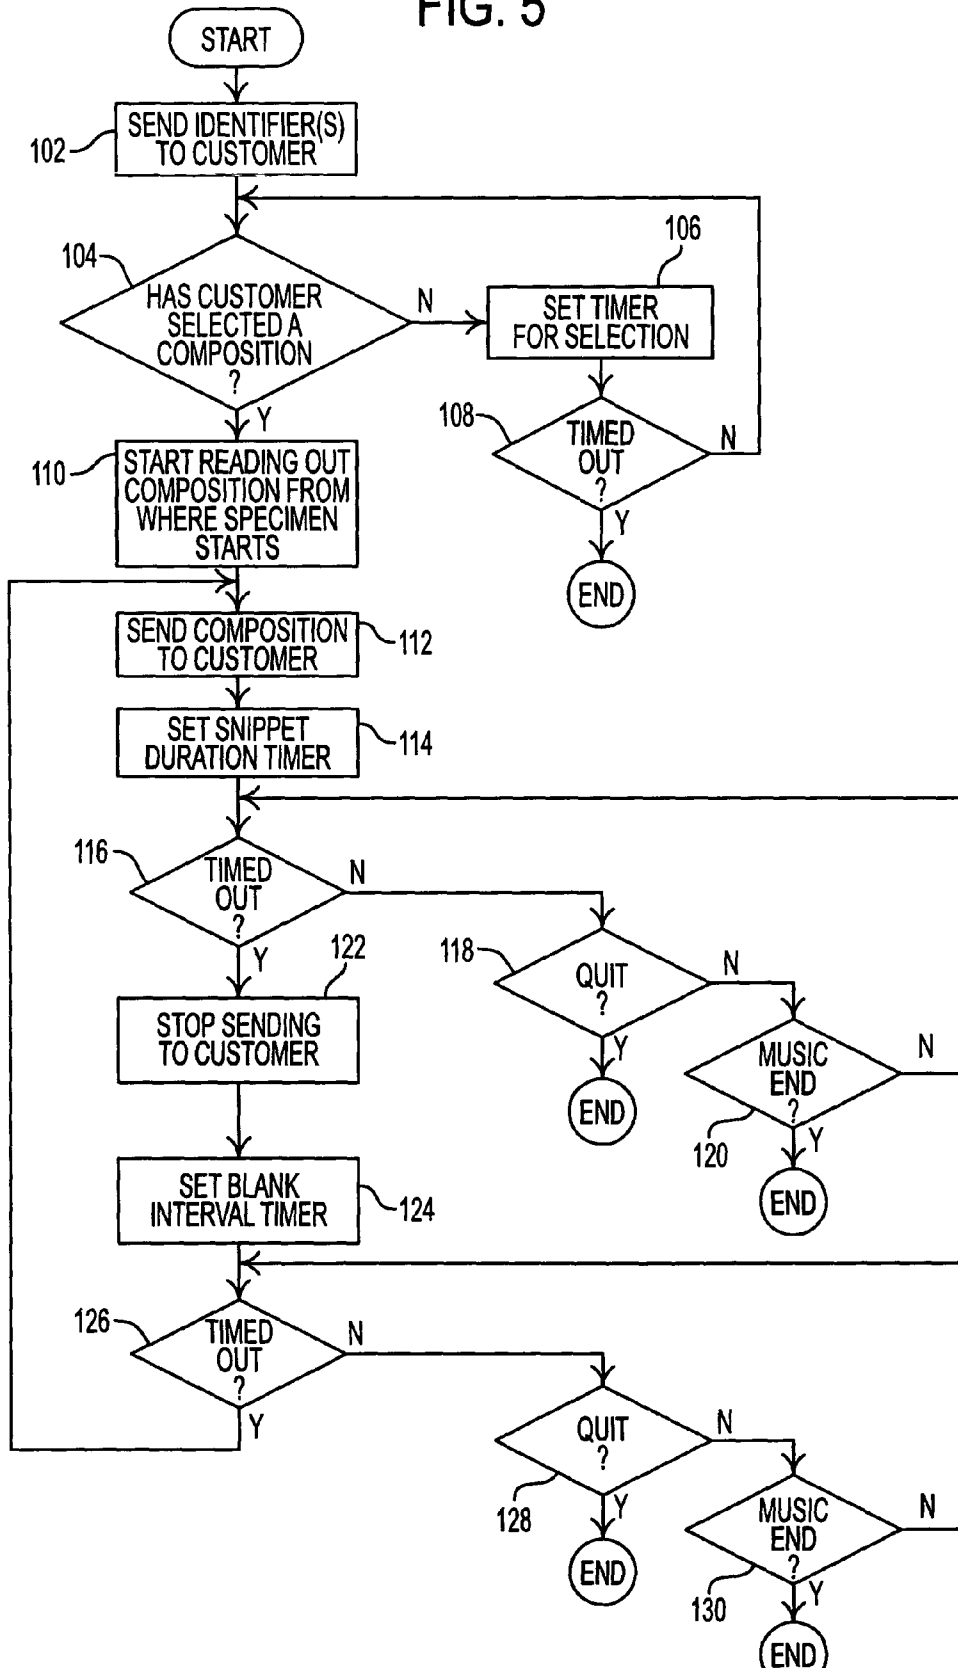 FIG. 5
START
SEND IDENTIFIER(S)
TO CUSTOMER
102
104
HAS CUSTOMER
SELECTED A
COMPOSITION
?
N
Y
106
SET TIMER
FOR SELECTION
108
TIMED
OUT
?
N
Y
END
110
START READING OUT
COMPOSITION FROM
WHERE SPECIMEN
STARTS
SEND COMPOSITION
TO CUSTOMER
112
SET SNIPPET
DURATION TIMER
114
116
TIMED
OUT
?
N
Y
118
QUIT
?
N
Y
END
MUSIC
END
?
N
120
Y
END
122
STOP SENDING
TO CUSTOMER
SET BLANK
INTERVAL TIMER
124
126
TIMED
OUT
?
N
Y
QUIT
?
N
128
Y
END
MUSIC
END
?
N
130
Y
END